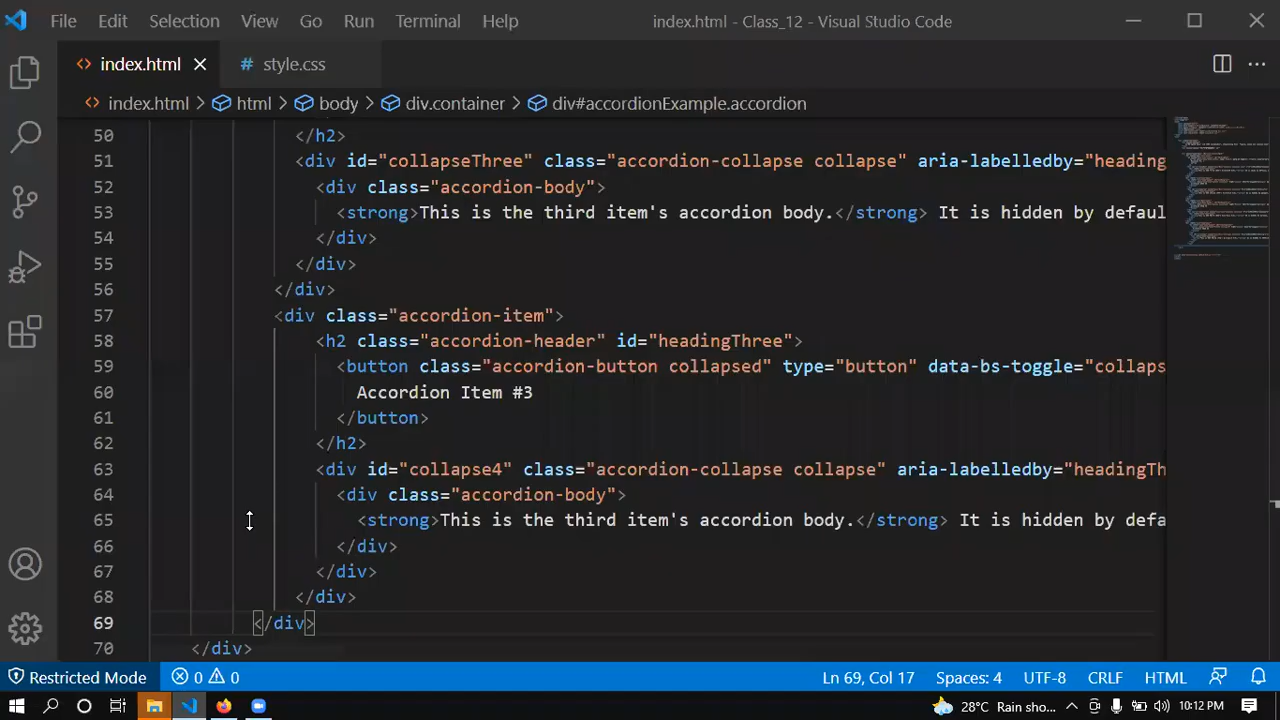 File Edit Selection View Go Run Terminal Help index.html - Class_12 - Visual Studio Code
index.html style.css
index.html > html > body > div.container > div#accordionExample.accordion
50 </h2>
51 <div id="collapseThree" class="accordion-collapse collapse" aria-labelledby="heading
52 <div class="accordion-body">
53 <strong>This is the third item's accordion body.</strong> It is hidden by defaul
54 </div>
55 </div>
56 </div>
57 <div class="accordion-item">
58 <h2 class="accordion-header" id="headingThree">
59 <button class="accordion-button collapsed" type="button" data-bs-toggle="collaps
60 Accordion Item #3
61 </button>
62 </h2>
63 <div id="collapse4" class="accordion-collapse collapse" aria-labelledby="headingTh
64 <div class="accordion-body">
65 <strong>This is the third item's accordion body.</strong> It is hidden by defa
66 </div>
67 </div>
68 </div>
69 </div>
70 </div>
Restricted Mode 0 0 Ln 69, Col 17 Spaces: 4 UTF-8 CRLF HTML
28°C Rain sho... 10:12 PM